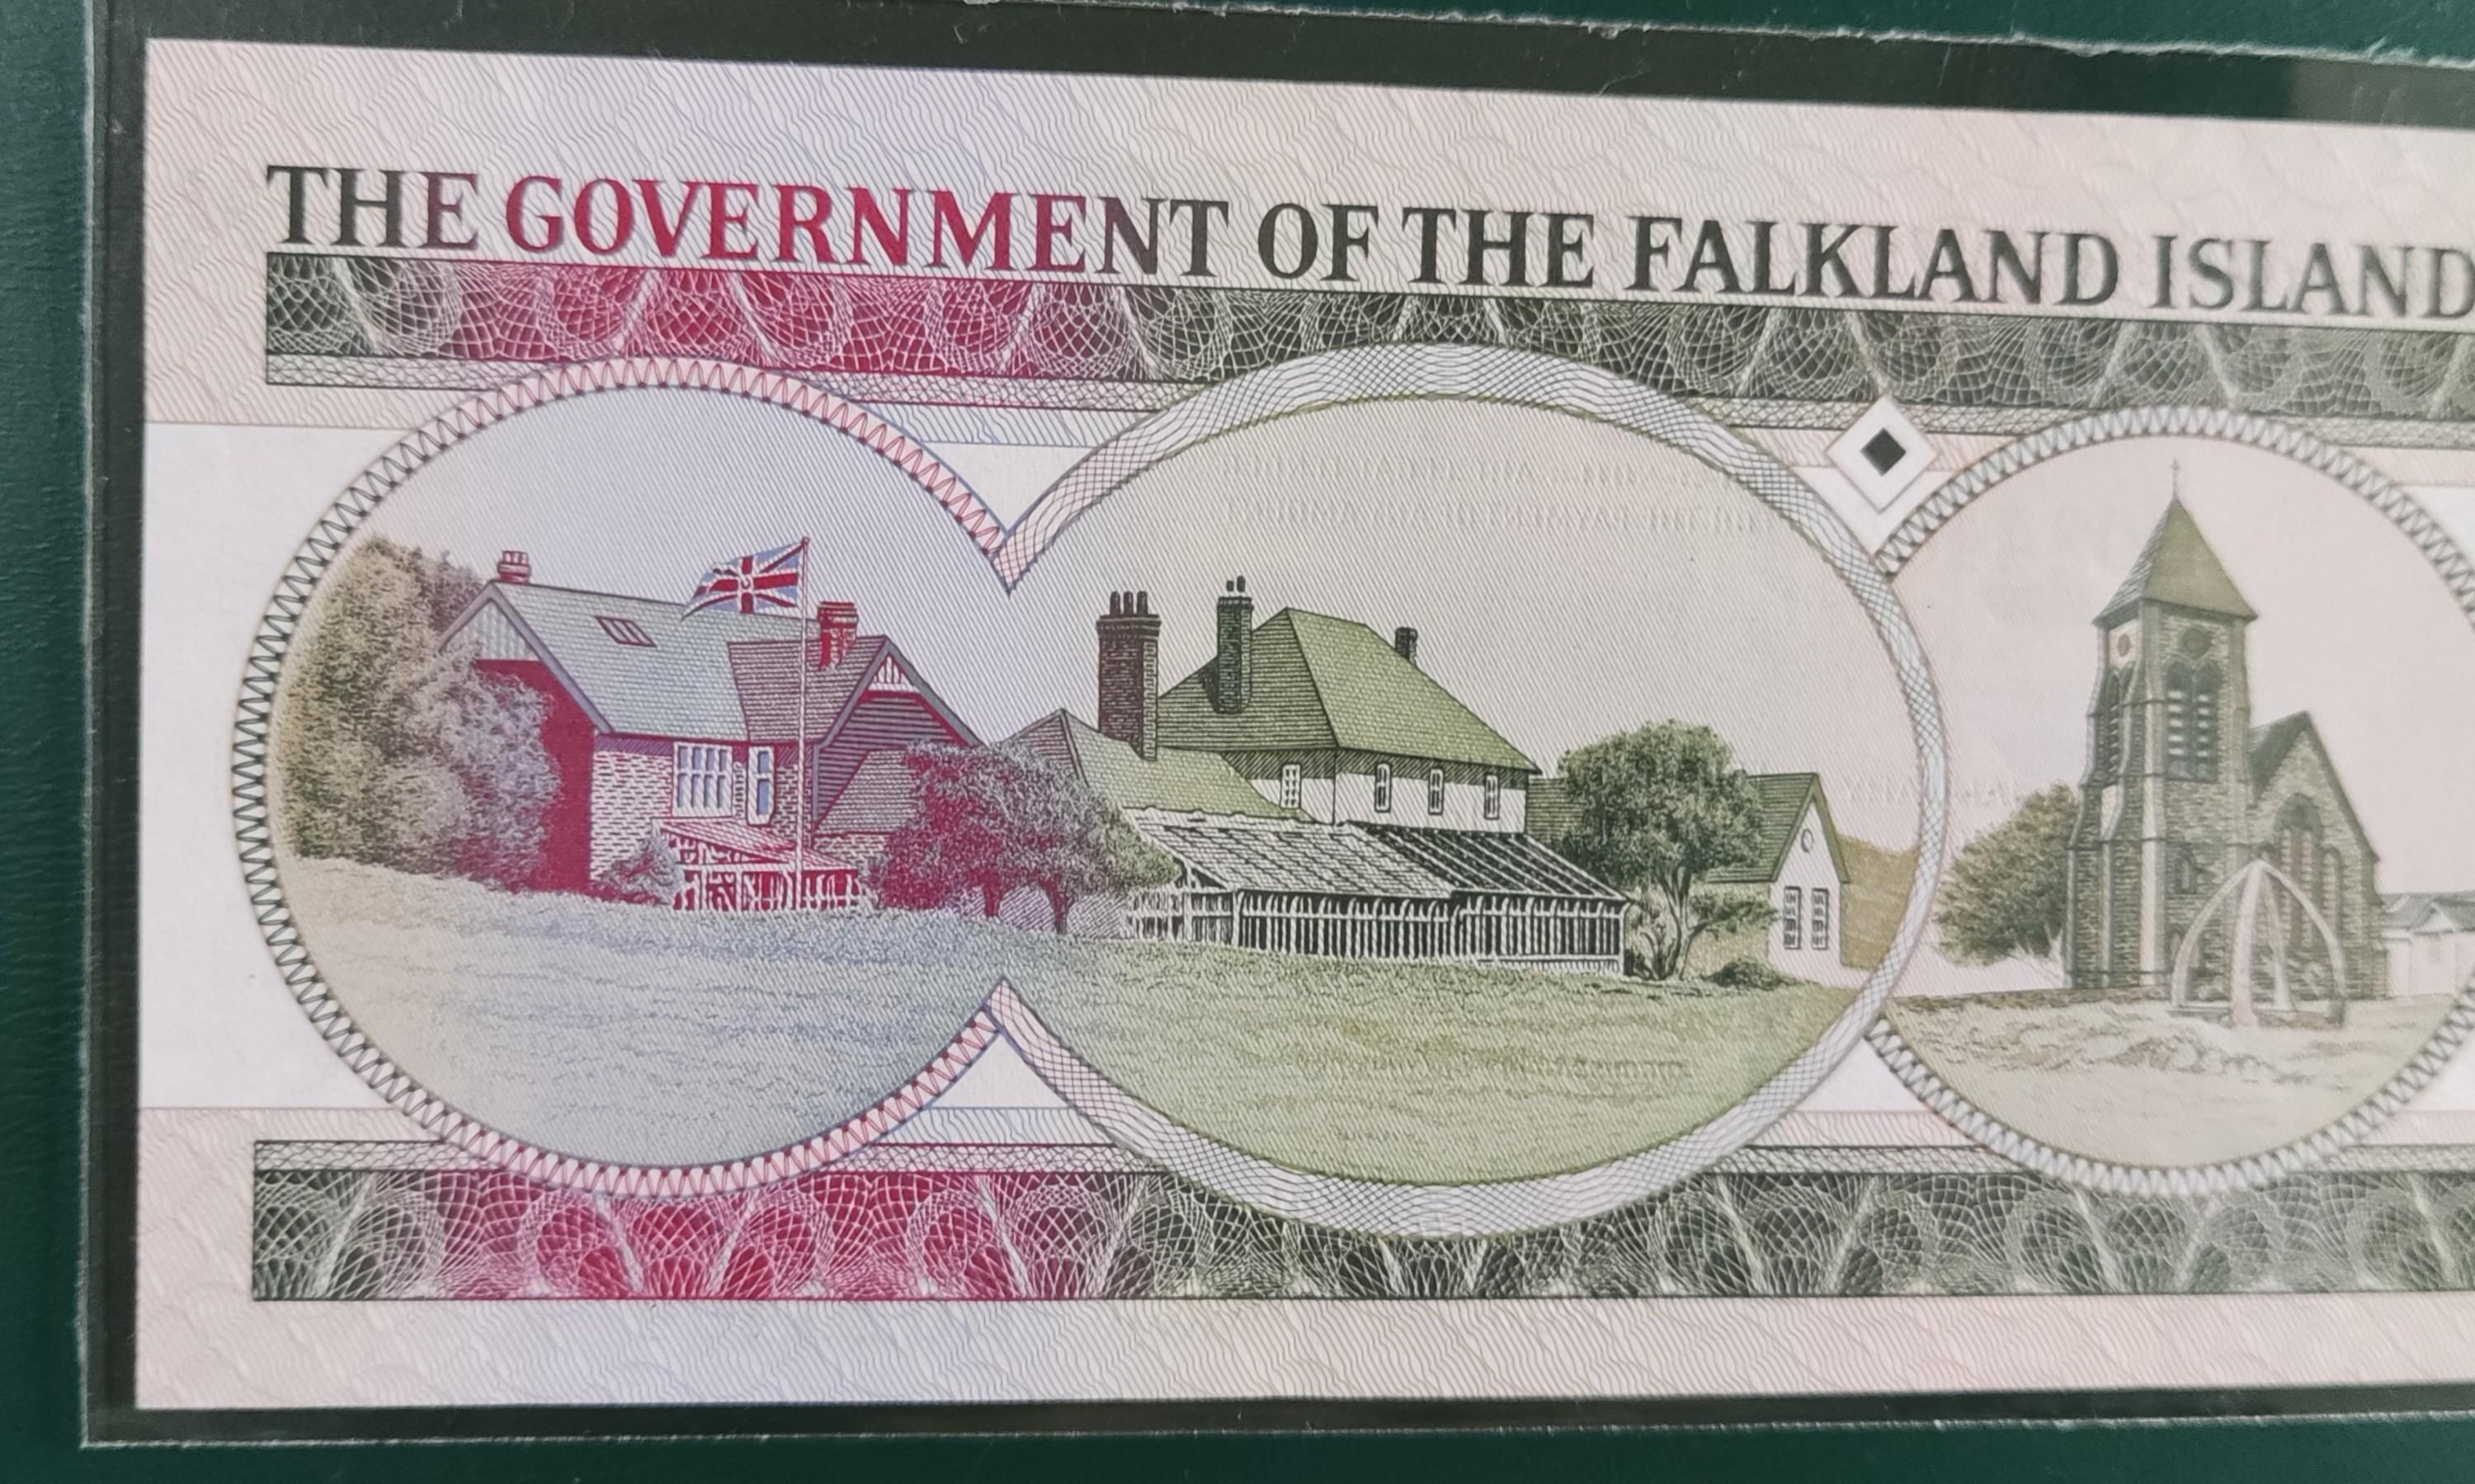 THE GOVERNMENT OF THE FALKLAND ISLAND